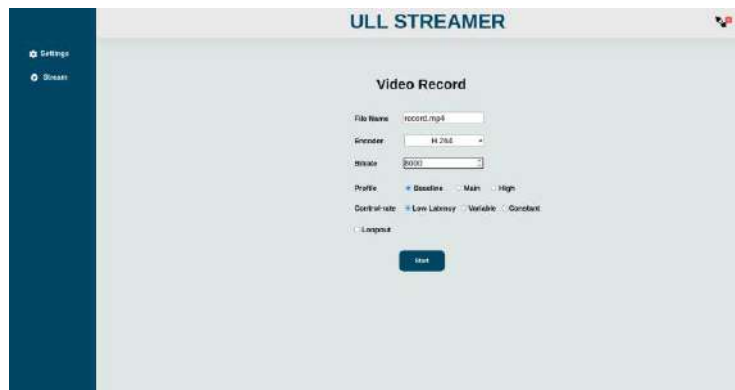 ULL STREAMER
Settings
Stream
Video Record
File Name record.mp4
Encoder H.264
Bitrate 8000
Profile Baseline Main High
Control-rate Low Latency Variable Constant
Loopout
Start